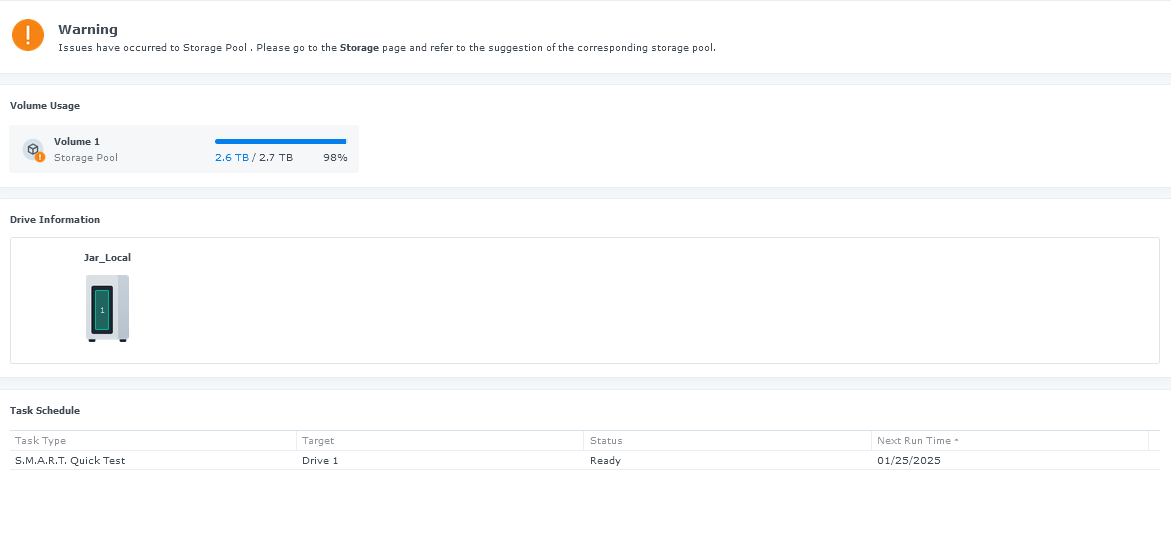 Warning
Issues have occurred to Storage Pool . Please go to the Storage page and refer to the suggestion of the corresponding storage pool.
Volume Usage
Volume 1
Storage Pool
2.6 TB / 2.7 TB 98%
Drive Information
Jar_Local
1
Task Schedule
Task Type Target Status Next Run Time
S.M.A.R.T. Quick Test Drive 1 Ready 01/25/2025